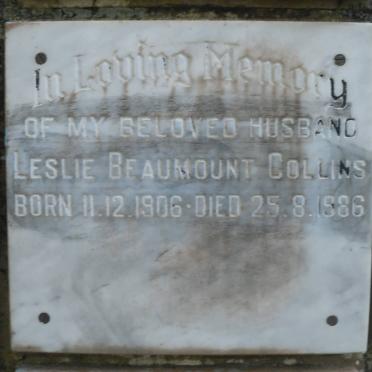 In Loving Memory
OF MY BELOVED HUSBAND
LESLIE BEAUMOUNT COLLINS
BORN 11.12.1906·DIED 25.8.1986